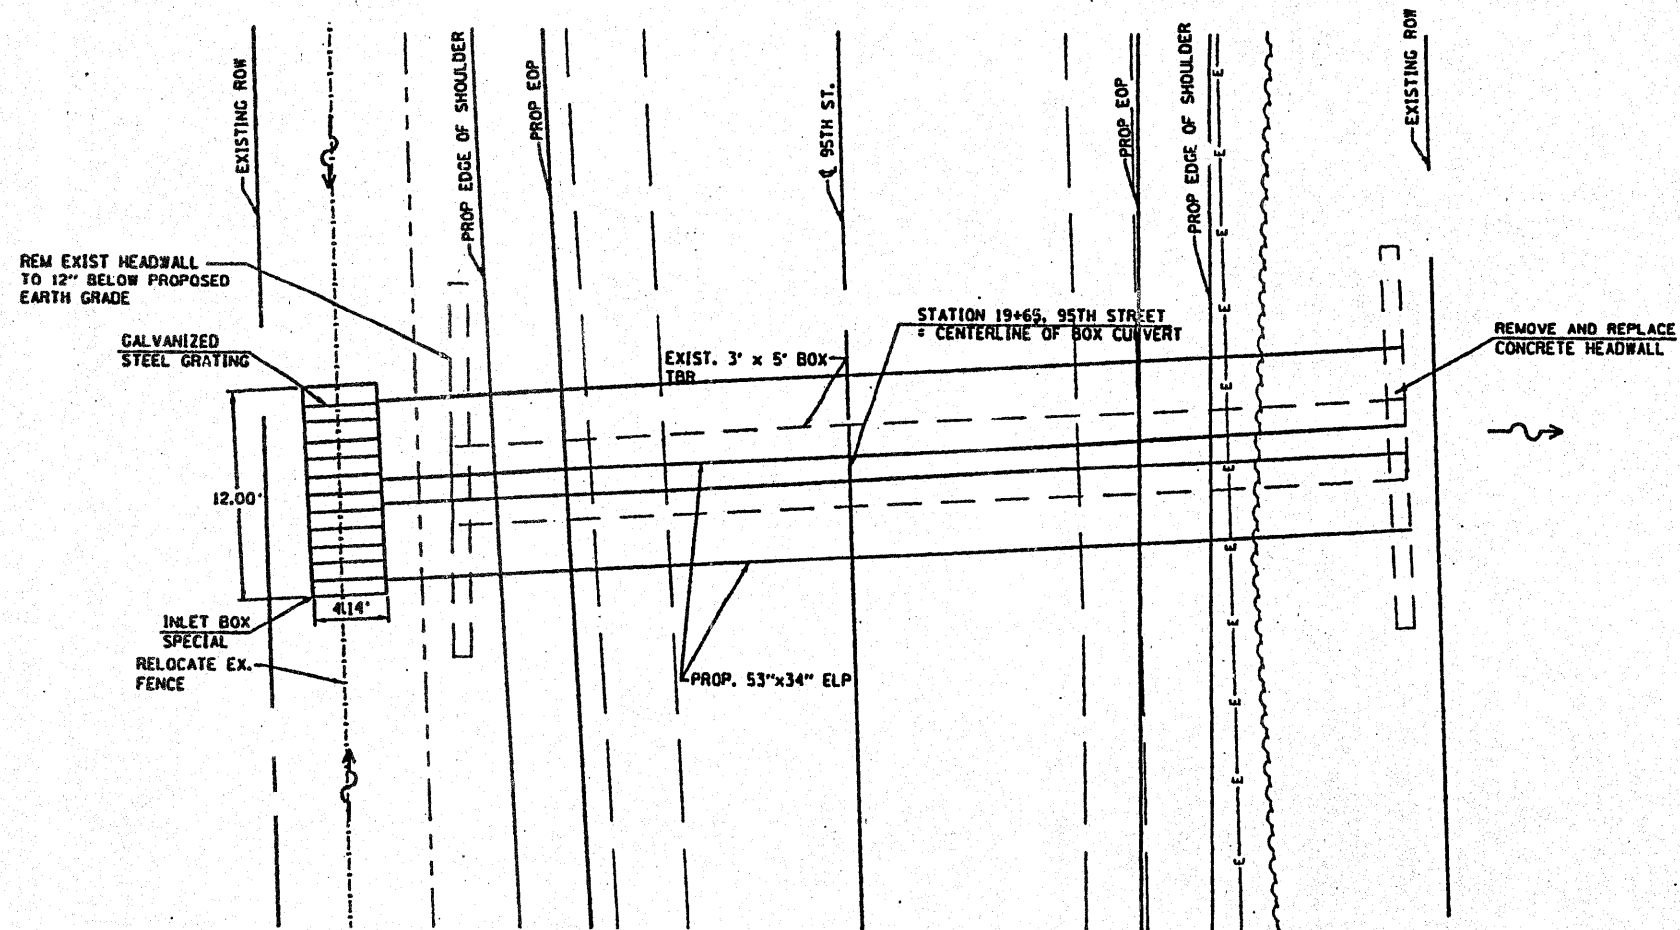 EXISTING ROW
PROP EDGE OF SHOULDER
PROP EOP
℄ 95TH ST.
PROP EOP
PROP EDGE OF SHOULDER
EXISTING ROW
E
E
E
E
E
E
E
E
E
E
E
REM EXIST HEADWALL
TO 12" BELOW PROPOSED
EARTH GRADE
GALVANIZED
STEEL GRATING
EXIST. 3' x 5' BOX
TBR
STATION 19+65, 95TH STREET
= CENTERLINE OF BOX CULVERT
REMOVE AND REPLACE
CONCRETE HEADWALL
12.00'
4.14'
INLET BOX
SPECIAL
RELOCATE EX.
FENCE
PROP. 53"x34" ELP